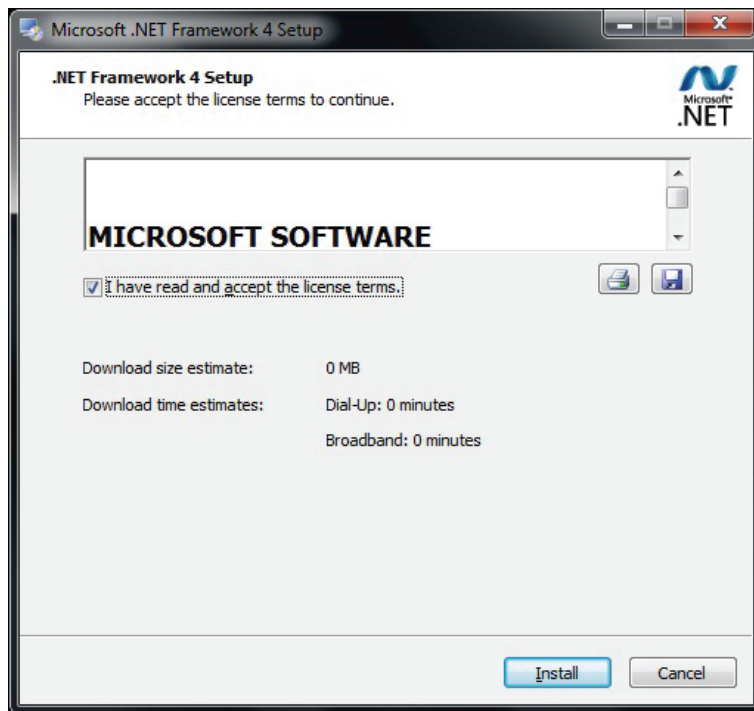 Microsoft .NET Framework 4 Setup
.NET Framework 4 Setup
Please accept the license terms to continue.
Microsoft®
.NET
MICROSOFT SOFTWARE
I have read and accept the license terms.
Download size estimate: 0 MB
Download time estimates: Dial-Up: 0 minutes
Broadband: 0 minutes
Install Cancel